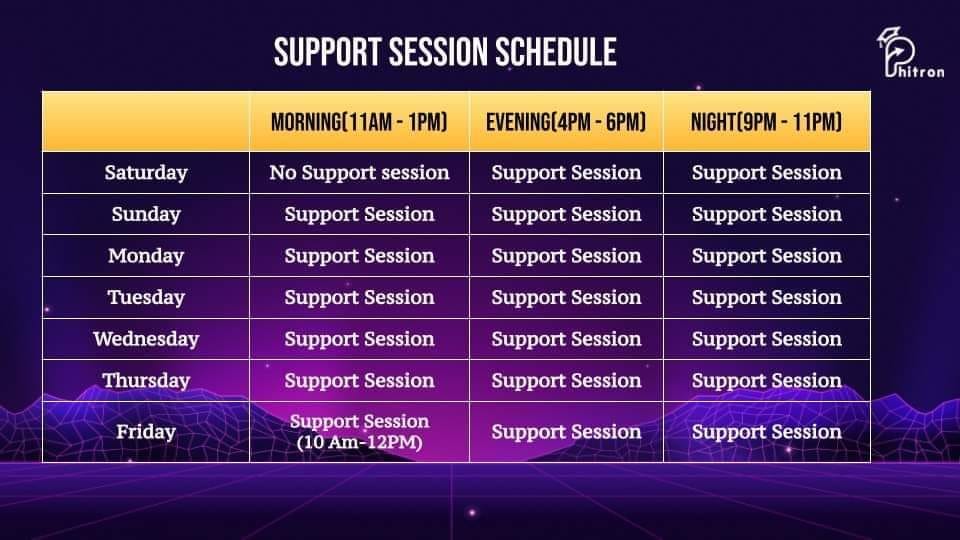 SUPPORT SESSION SCHEDULE
Phitron
MORNING(11AM - 1PM) EVENING(4PM - 6PM) NIGHT(9PM - 11PM)
Saturday No Support session Support Session Support Session
Sunday Support Session Support Session Support Session
Monday Support Session Support Session Support Session
Tuesday Support Session Support Session Support Session
Wednesday Support Session Support Session Support Session
Thursday Support Session Support Session Support Session
Friday Support Session (10 Am-12PM) Support Session Support Session